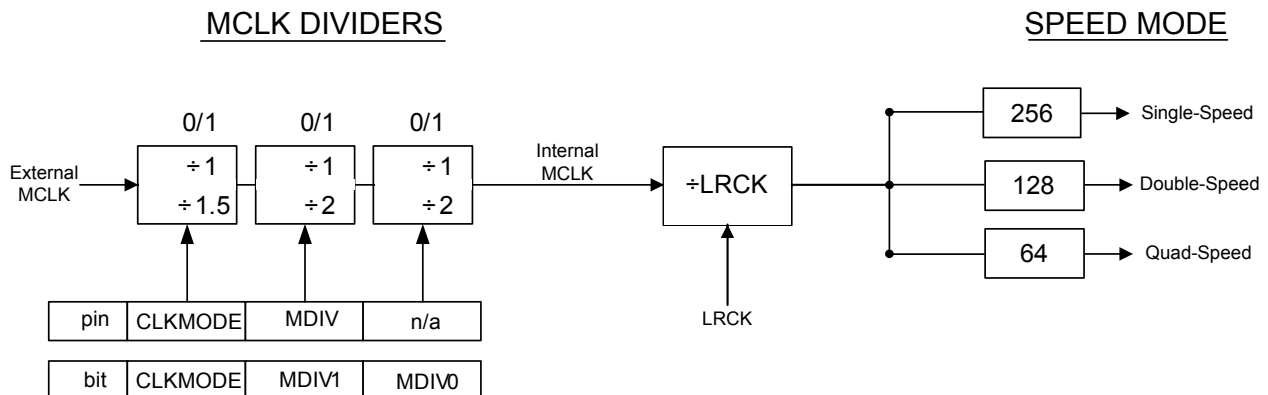 MCLK DIVIDERS
SPEED MODE
0/1 0/1 0/1
External
MCLK
÷1
÷1.5
÷1
÷2
÷1
÷2
Internal
MCLK
÷LRCK
LRCK
256
Single-Speed
128
Double-Speed
64
Quad-Speed
pin CLKMODE MDIV n/a
bit CLKMODE MDIV1 MDIV0